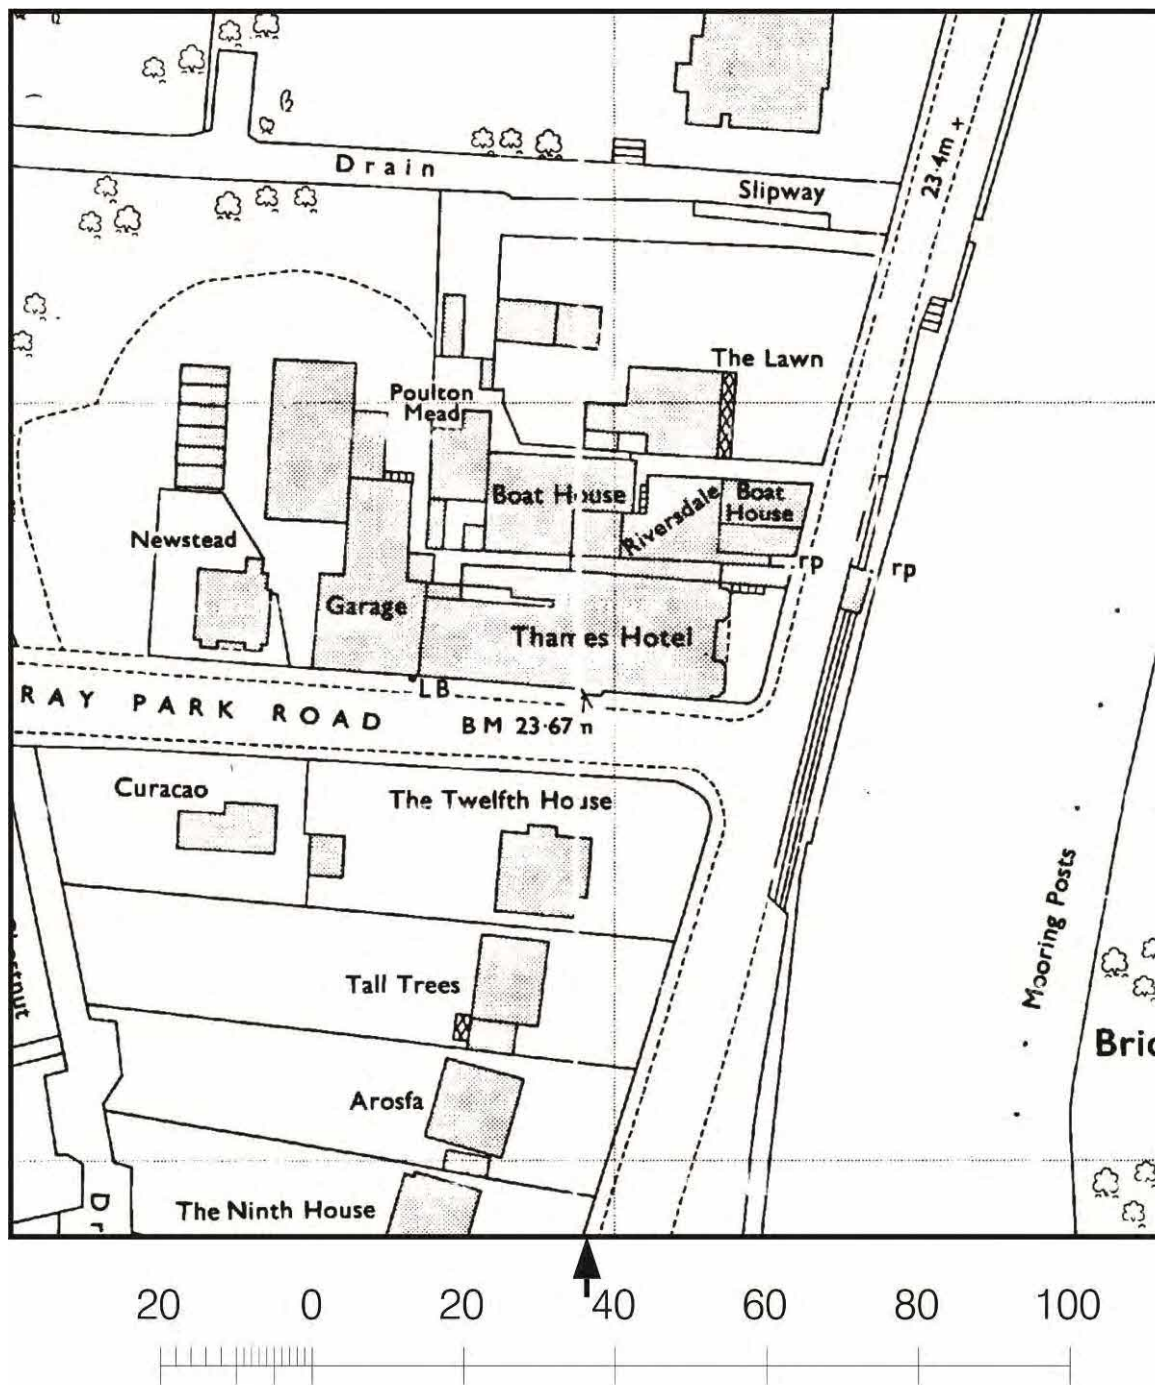 Drain
Slipway
23·4m +
The Lawn
Poulton
Mead
Boat House
Riversdale
Boat
House
Newstead
rp
rp
Garage
Thames Hotel
LB
RAY PARK ROAD
BM 23·67m
Curacao
The Twelfth House
Mooring Posts
Tall Trees
Arosfa
The Ninth House
20 0 20 40 60 80 100